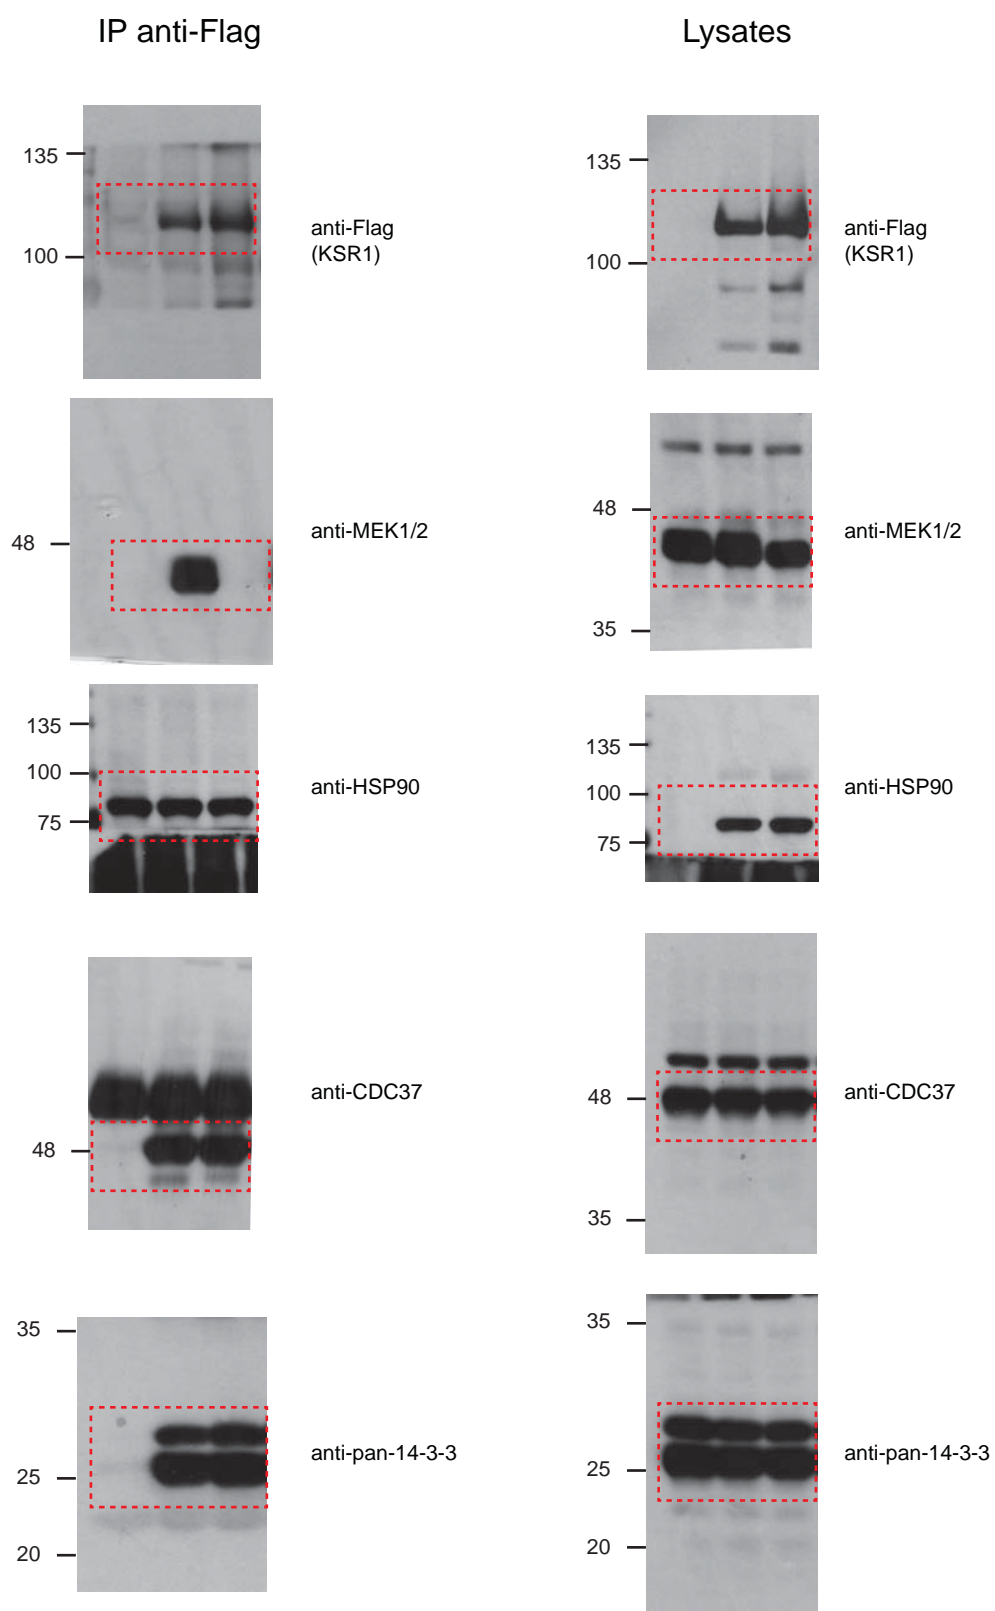 IP anti-Flag
Lysates
135
100
anti-Flag
(KSR1)
135
100
anti-Flag
(KSR1)
48
anti-MEK1/2
48
35
anti-MEK1/2
135
100
75
anti-HSP90
135
100
75
anti-HSP90
48
anti-CDC37
48
35
anti-CDC37
35
25
20
anti-pan-14-3-3
35
25
20
anti-pan-14-3-3